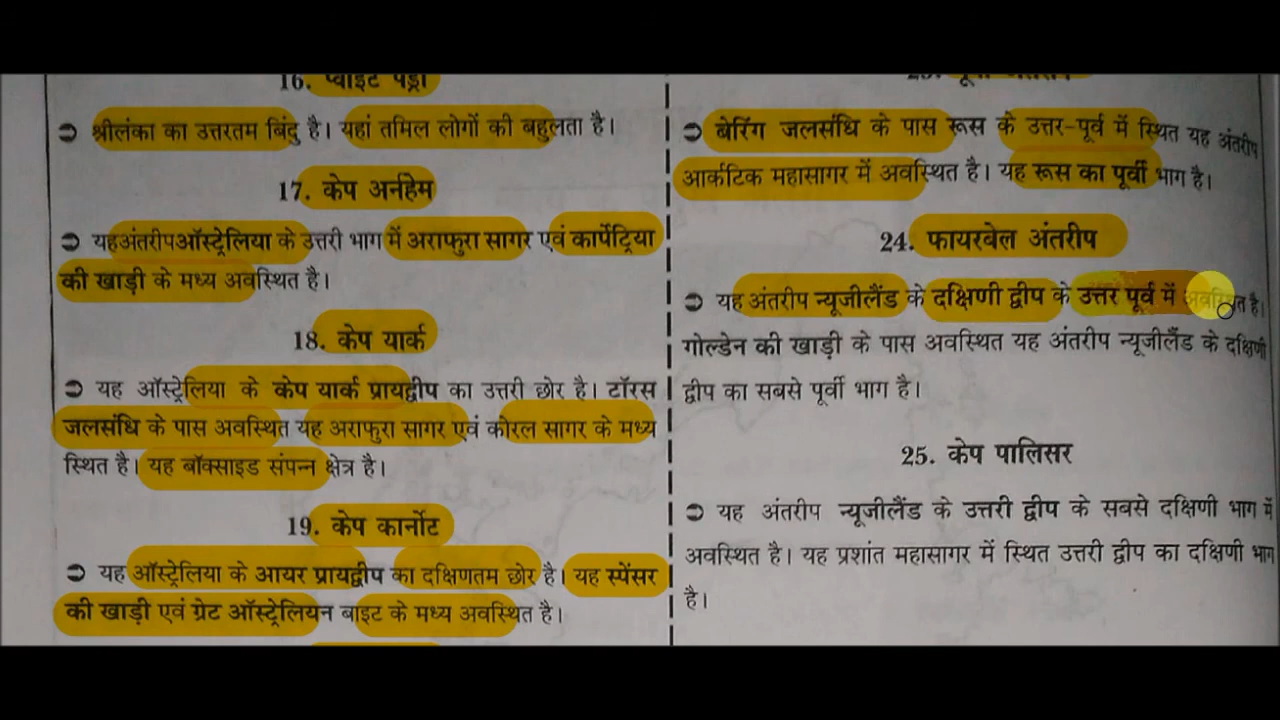 16. प्वाइट पेड्रो
➲ श्रीलंका का उत्तरतम बिंदु है। यहां तमिल लोगों की बहुलता है।
17. केप अर्नहेम
➲ यहअंतरीपऑस्ट्रेलिया के उत्तरी भाग में अराफुरा सागर एवं कार्पेट्रिया
की खाड़ी के मध्य अवस्थित है।
18. केप यार्क
➲ यह ऑस्ट्रेलिया के केप यार्क प्रायद्वीप का उत्तरी छोर है। टॉरस
जलसंधि के पास अवस्थित यह अराफुरा सागर एवं कोरल सागर के मध्य
स्थित है। यह बॉक्साइड संपन्न क्षेत्र है।
19. केप कार्नोट
➲ यह ऑस्ट्रेलिया के आयर प्रायद्वीप का दक्षिणतम छोर है। यह स्पेंसर
की खाड़ी एवं ग्रेट ऑस्ट्रेलियन बाइट के मध्य अवस्थित है।
➲ बेरिंग जलसंधि के पास रूस के उत्तर-पूर्व में स्थित यह अंतरीप
आर्कटिक महासागर में अवस्थित है। यह रूस का पूर्वी भाग है।
24. फायरबेल अंतरीप
➲ यह अंतरीप न्यूजीलैंड के दक्षिणी द्वीप के उत्तर पूर्व में अवस्थित है।
गोल्डेन की खाड़ी के पास अवस्थित यह अंतरीप न्यूजीलैंड के दक्षिणी
द्वीप का सबसे पूर्वी भाग है।
25. केप पालिसर
➲ यह अंतरीप न्यूजीलैंड के उत्तरी द्वीप के सबसे दक्षिणी भाग में
अवस्थित है। यह प्रशांत महासागर में स्थित उत्तरी द्वीप का दक्षिणी भाग
है।